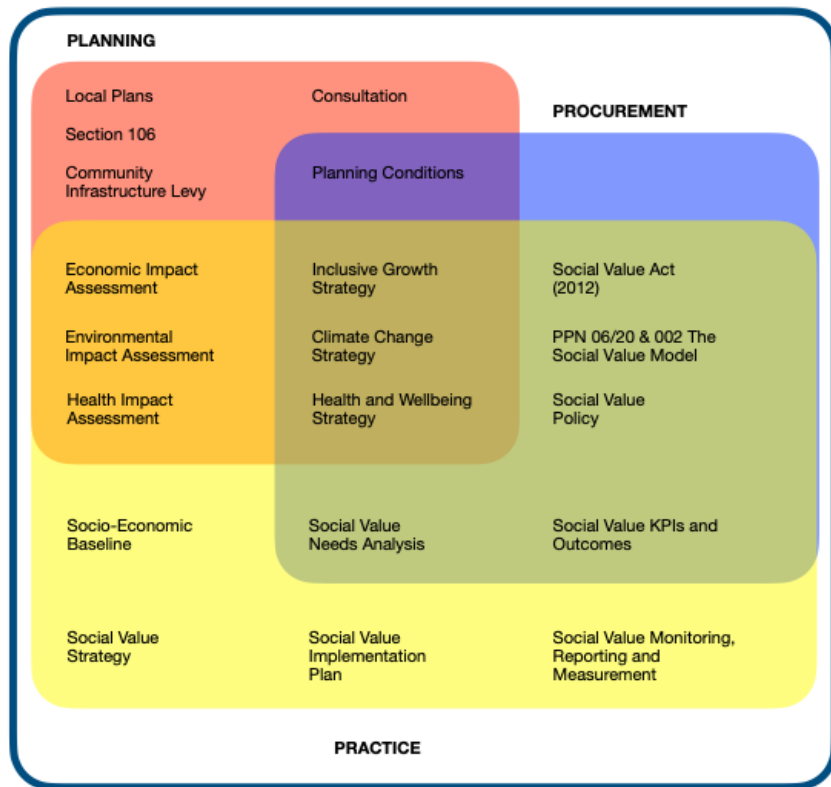 PLANNING
Local Plans
Consultation
PROCUREMENT
Section 106
Community
Infrastructure Levy
Planning Conditions
Economic Impact
Assessment
Inclusive Growth
Strategy
Social Value Act
(2012)
Environmental
Impact Assessment
Climate Change
Strategy
PPN 06/20 & 002 The
Social Value Model
Health Impact
Assessment
Health and Wellbeing
Strategy
Social Value
Policy
Socio-Economic
Baseline
Social Value
Needs Analysis
Social Value KPIs and
Outcomes
Social Value
Strategy
Social Value
Implementation
Plan
Social Value Monitoring,
Reporting and
Measurement
PRACTICE